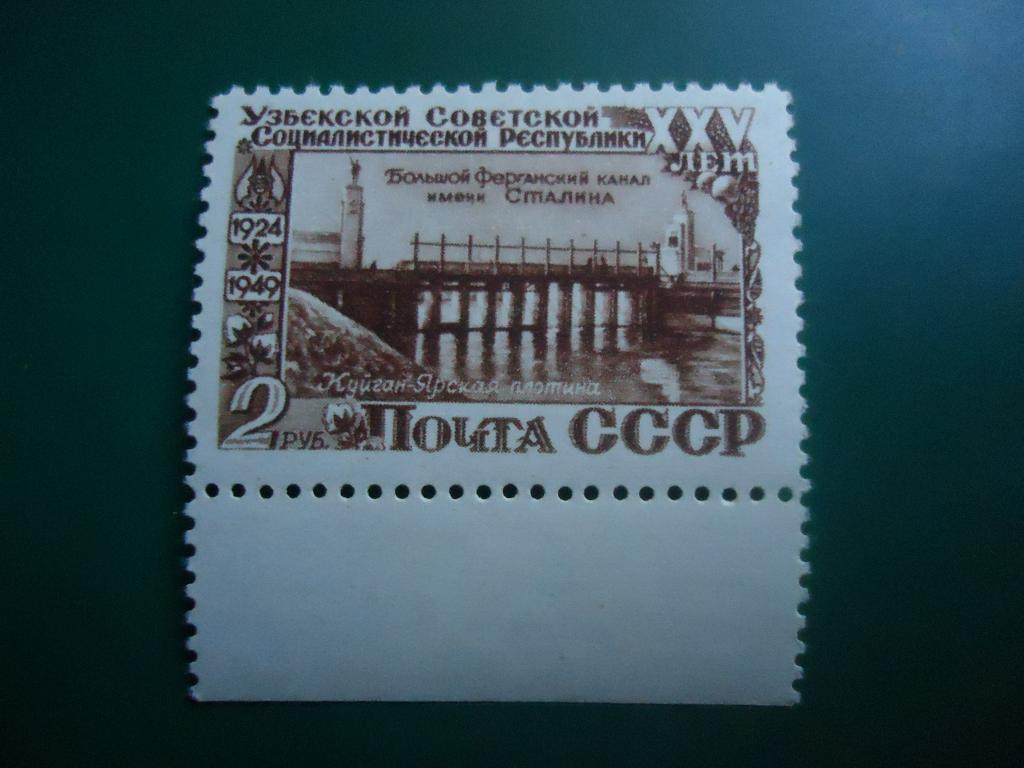 Узбекской Советской
Социалистической Республики
XXV
лет
Большой Ферганский канал
имени Сталина
1924
1949
Куйган-Ярская плотина
2 РУБ.
Почта СССР